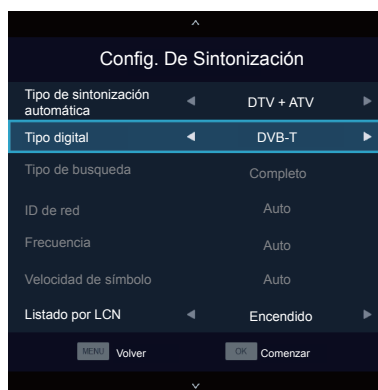 Config. De Sintonización
Tipo de sintonización
automática
DTV + ATV
Tipo digital
DVB-T
Tipo de busqueda
Completo
ID de red
Auto
Frecuencia
Auto
Velocidad de símbolo
Auto
Listado por LCN
Encendido
MENU Volver
OK Comenzar